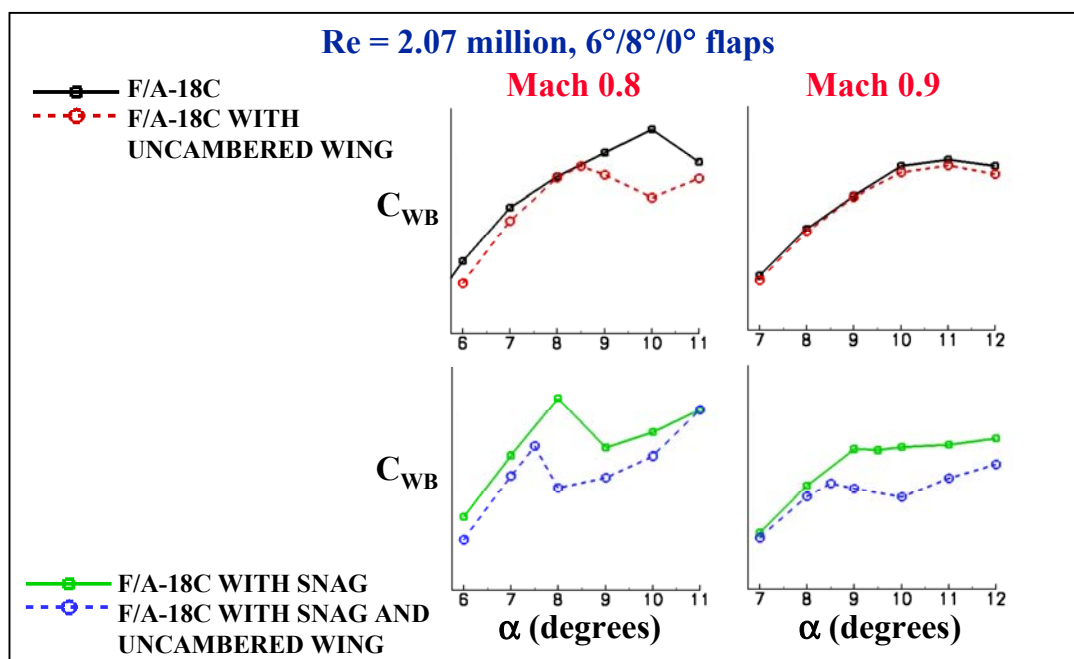 Re = 2.07 million, 6°/8°/0° flaps
F/A-18C
F/A-18C WITH
UNCAMBERED WING
Mach 0.8
Mach 0.9
C_WB
6 7 8 9 10 11
7 8 9 10 11 12
C_WB
6 7 8 9 10 11
7 8 9 10 11 12
F/A-18C WITH SNAG
F/A-18C WITH SNAG AND
UNCAMBERED WING
α (degrees)
α (degrees)